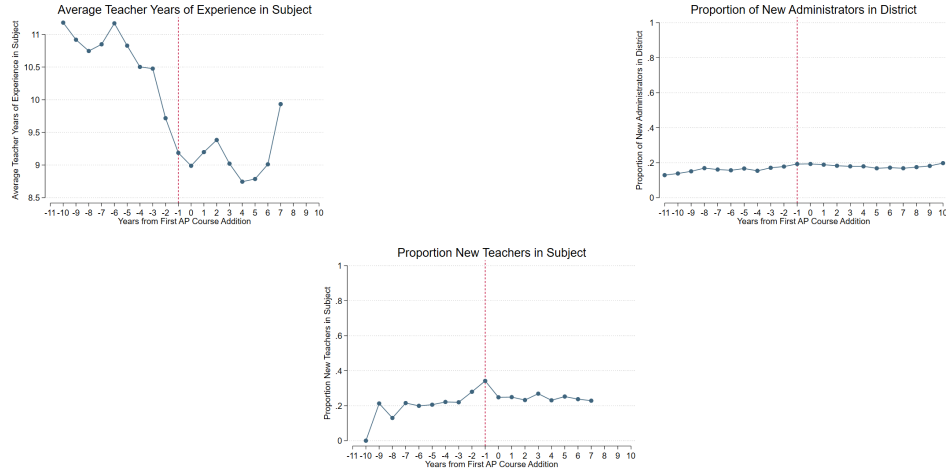 Average Teacher Years of Experience in Subject
Average Teacher Years of Experience in Subject
11
10.5
10
9.5
9
8.5
-11 -10 -9 -8 -7 -6 -5 -4 -3 -2 -1 0 1 2 3 4 5 6 7 8 9 10
Years from First AP Course Addition
Proportion of New Administrators in District
Proportion of New Administrators in District
1
.8
.6
.4
.2
0
-11 -10 -9 -8 -7 -6 -5 -4 -3 -2 -1 0 1 2 3 4 5 6 7 8 9 10
Years from First AP Course Addition
Proportion New Teachers in Subject
Proportion New Teachers in Subject
1
.8
.6
.4
.2
0
-11 -10 -9 -8 -7 -6 -5 -4 -3 -2 -1 0 1 2 3 4 5 6 7 8 9 10
Years from First AP Course Addition